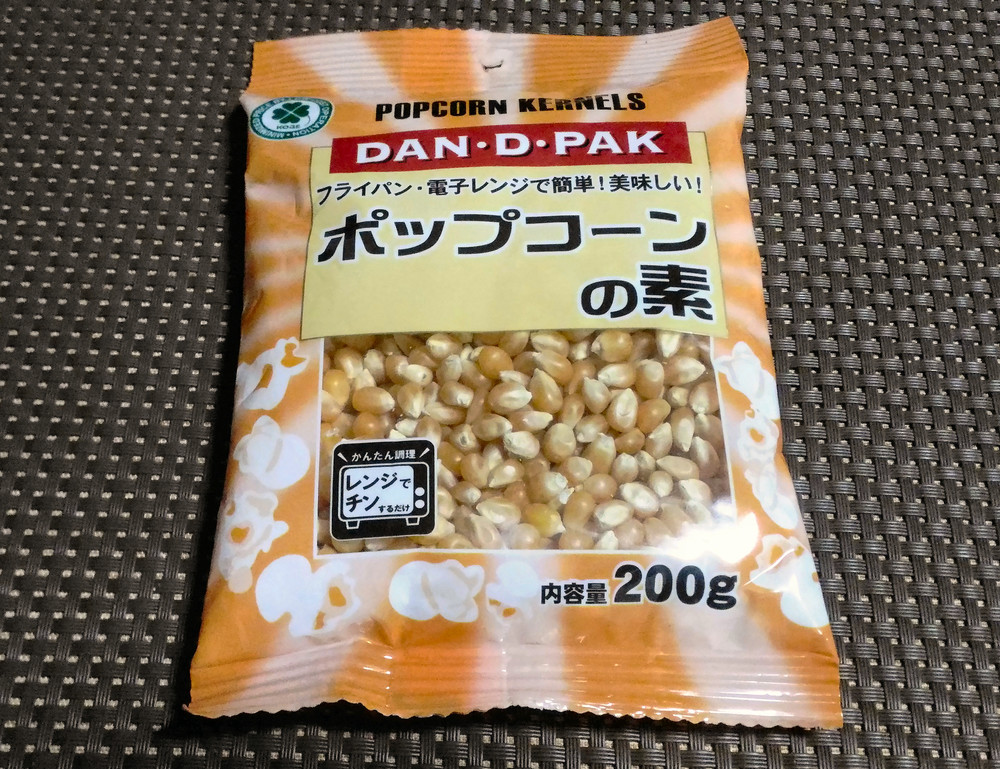 POPCORN KERNELS
DAN·D·PAK
フライパン・電子レンジで簡単!美味しい!
ポップコーン
の素
かんたん調理
レンジで
チンするだけ
内容量 200g